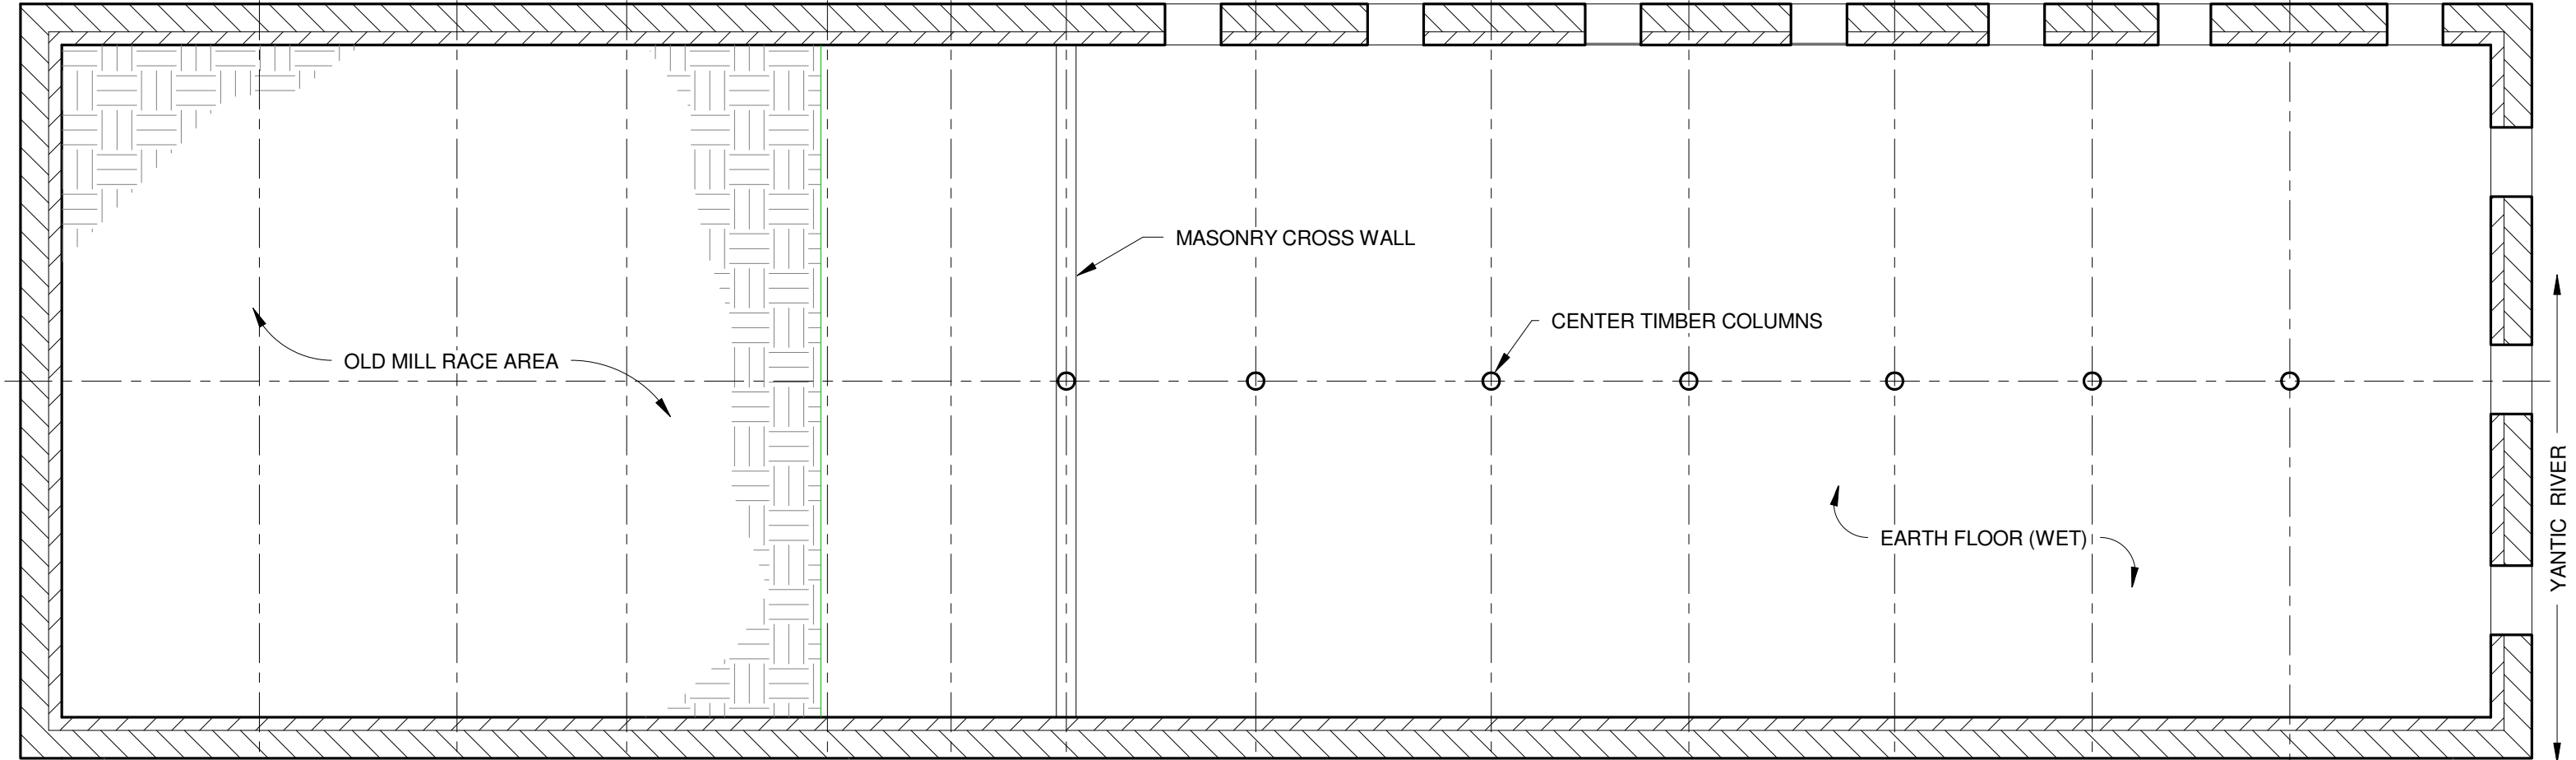 MASONRY CROSS WALL
CENTER TIMBER COLUMNS
OLD MILL RACE AREA
EARTH FLOOR (WET)
YANTIC RIVER